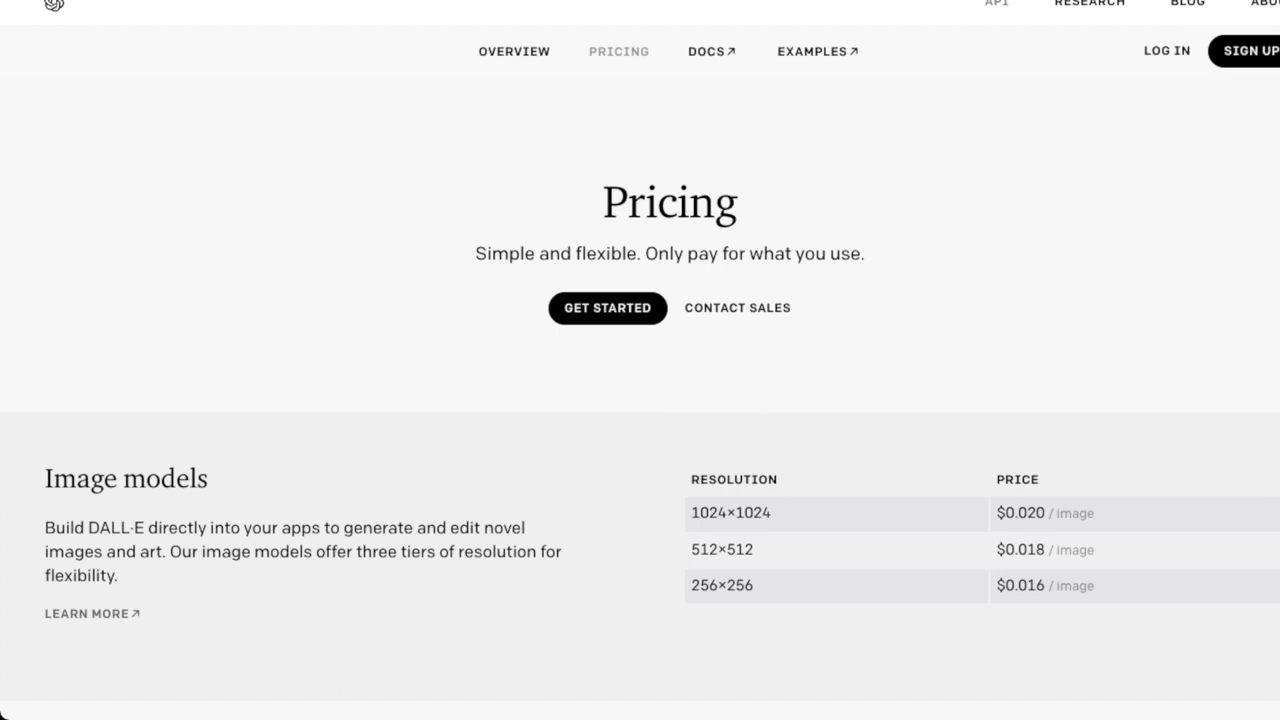 API RESEARCH BLOG
OVERVIEW PRICING DOCS↗ EXAMPLES↗ LOG IN SIGN UP
Pricing
Simple and flexible. Only pay for what you use.
GET STARTED CONTACT SALES
Image models
Build DALL·E directly into your apps to generate and edit novel
images and art. Our image models offer three tiers of resolution for
flexibility.
LEARN MORE↗
RESOLUTION PRICE
1024×1024 $0.020 / image
512×512 $0.018 / image
256×256 $0.016 / image